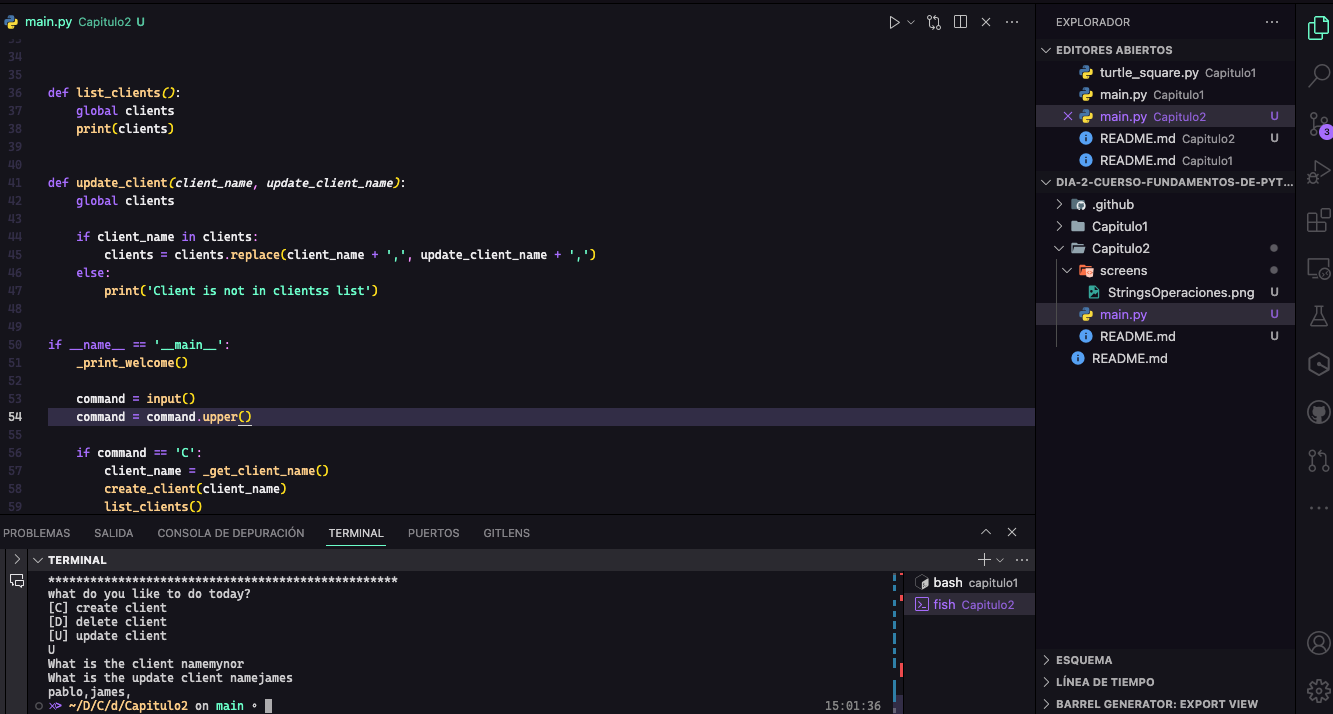 main.py Capitulo2 U
EXPLORADOR
EDITORES ABIERTOS
turtle_square.py Capitulo1
main.py Capitulo1
main.py Capitulo2 U
README.md Capitulo2 U
README.md Capitulo1
DIA-2-CUERSO-FUNDAMENTOS-DE-PYT...
.github
Capitulo1
Capitulo2
screens
StringsOperaciones.png U
main.py U
README.md U
README.md
3
34
35
36 def list_clients():
37 global clients
38 print(clients)
39
40
41 def update_client(client_name, update_client_name):
42 global clients
43
44 if client_name in clients:
45 clients = clients.replace(client_name + ',', update_client_name + ',')
46 else:
47 print('Client is not in clientss list')
48
49
50 if __name__ == '__main__':
51 _print_welcome()
52
53 command = input()
54 command = command.upper()
55
56 if command == 'C':
57 client_name = _get_client_name()
58 create_client(client_name)
59 list_clients()
PROBLEMAS SALIDA CONSOLA DE DEPURACIÓN TERMINAL PUERTOS GITLENS
TERMINAL
**************************************************
what do you like to do today?
[C] create client
[D] delete client
[U] update client
U
What is the client namemynor
What is the update client namejames
pablo,james,
~/D/C/d/Capitulo2 on main 15:01:36
bash capitulo1
fish Capitulo2
ESQUEMA
LÍNEA DE TIEMPO
BARREL GENERATOR: EXPORT VIEW